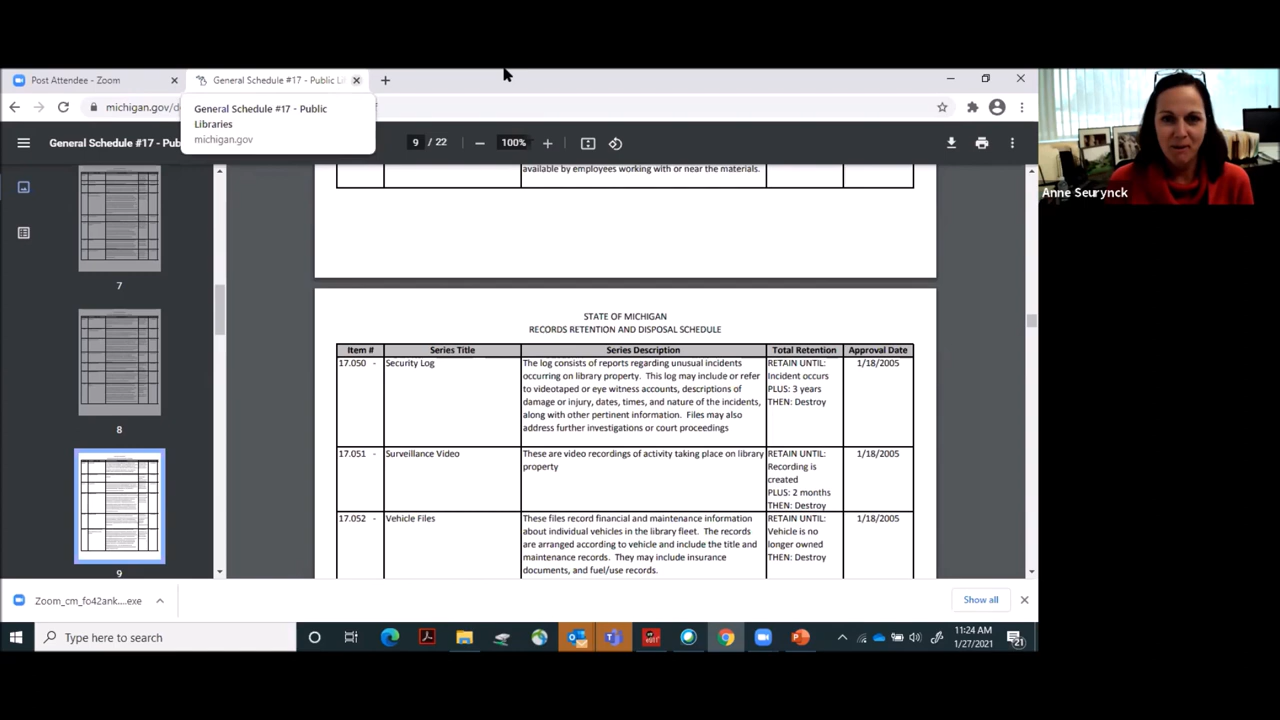 Post Attendee - Zoom
General Schedule #17 - Public Li
michigan.gov/d
General Schedule #17 - Public
Libraries
michigan.gov
General Schedule #17 - Pub
9 / 22
100%
Anne Seurynck
available by employees working with or near the materials.
7
8
9
STATE OF MICHIGAN
RECORDS RETENTION AND DISPOSAL SCHEDULE
Item # Series Title Series Description Total Retention Approval Date
17.050 - Security Log The log consists of reports regarding unusual incidents RETAIN UNTIL: 1/18/2005
occurring on library property. This log may include or refer Incident occurs
to videotaped or eye witness accounts, descriptions of PLUS: 3 years
damage or injury, dates, times, and nature of the incidents, THEN: Destroy
along with other pertinent information. Files may also
address further investigations or court proceedings
17.051 - Surveillance Video These are video recordings of activity taking place on library RETAIN UNTIL: 1/18/2005
property Recording is
created
PLUS: 2 months
THEN: Destroy
17.052 - Vehicle Files These files record financial and maintenance information RETAIN UNTIL: 1/18/2005
about individual vehicles in the library fleet. The records Vehicle is no
are arranged according to vehicle and include the title and longer owned
maintenance records. They may include insurance THEN: Destroy
documents, and fuel/use records.
Zoom_cm_fo42ank....exe
Show all
Type here to search
11:24 AM
1/27/2021
21